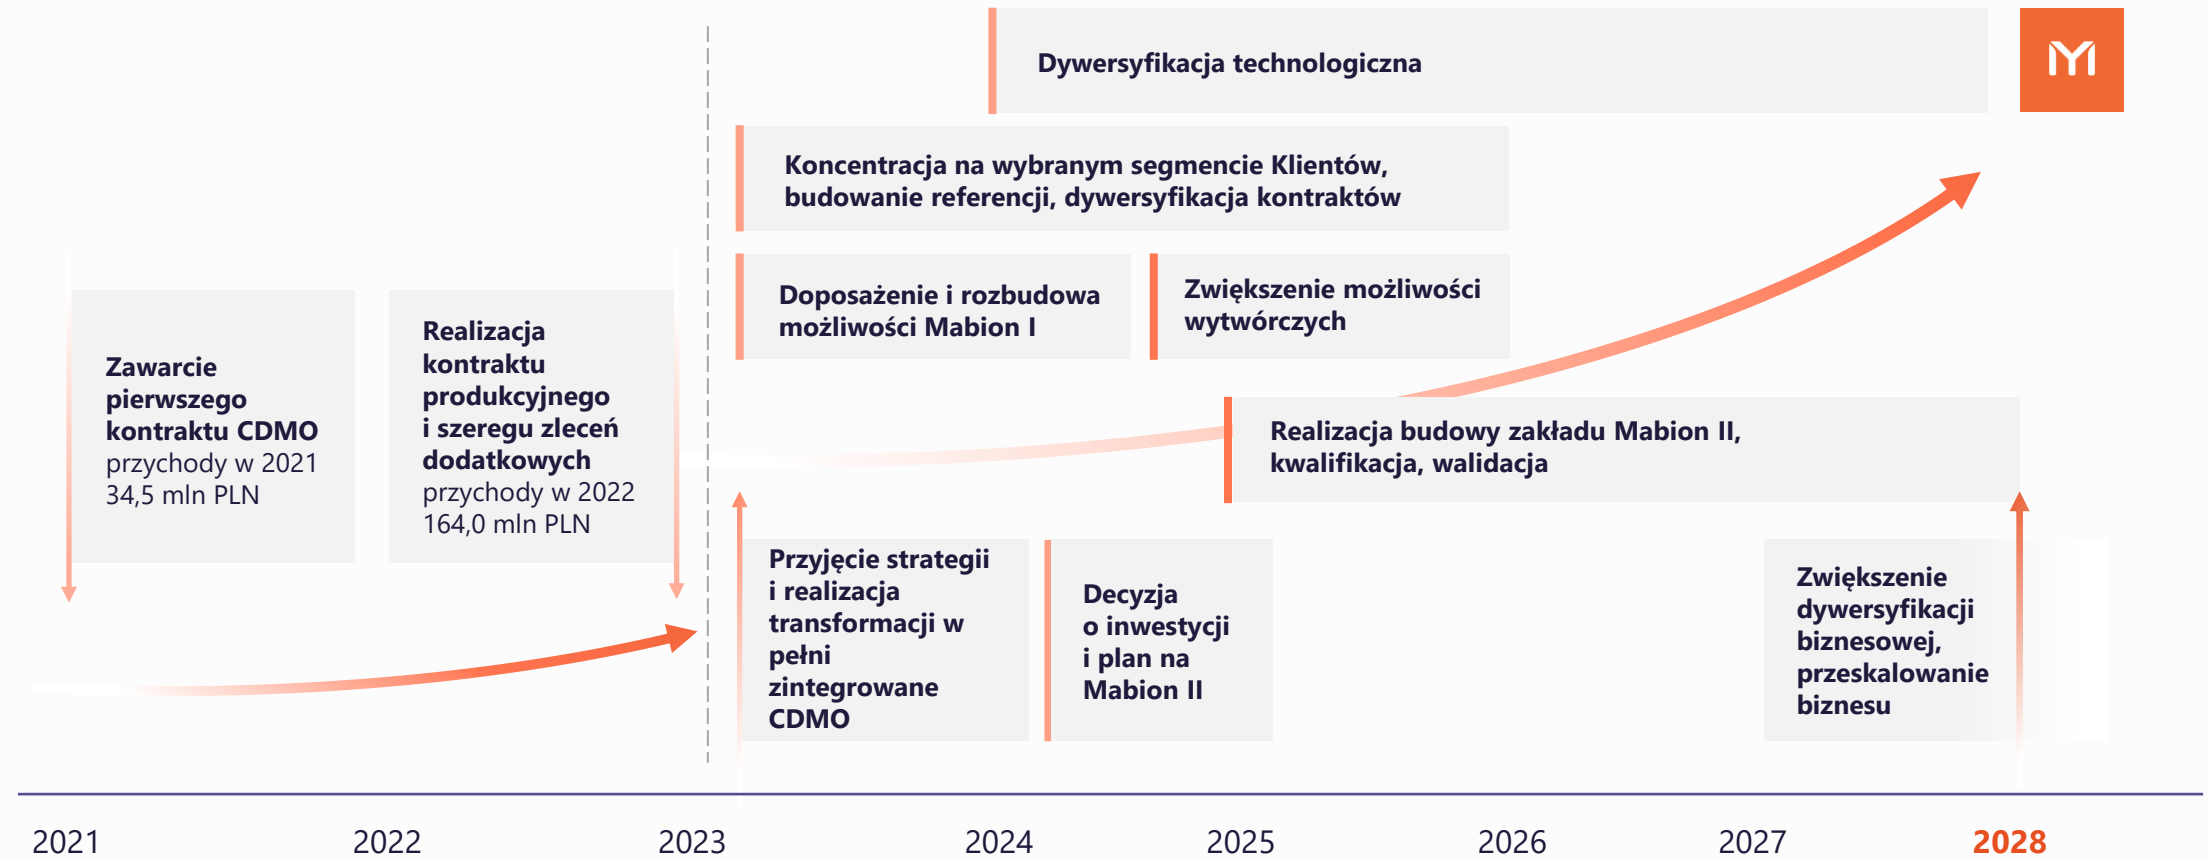 Dywersyfikacja technologiczna
Koncentracja na wybranym segmencie Klientów,
budowanie referencji, dywersyfikacja kontraktów
Doposażenie i rozbudowa
możliwości Mabion I
Zwiększenie możliwości
wytwórczych
Zawarcie
pierwszego
kontraktu CDMO
przychody w 2021
34,5 mln PLN
Realizacja
kontraktu
produkcyjnego
i szeregu zleceń
dodatkowych
przychody w 2022
164,0 mln PLN
Realizacja budowy zakładu Mabion II,
kwalifikacja, walidacja
Przyjęcie strategii
i realizacja
transformacji w
pełni
zintegrowane
CDMO
Decyzja
o inwestycji
i plan na
Mabion II
Zwiększenie
dywersyfikacji
biznesowej,
przeskalowanie
biznesu
2021
2022
2023
2024
2025
2026
2027
2028